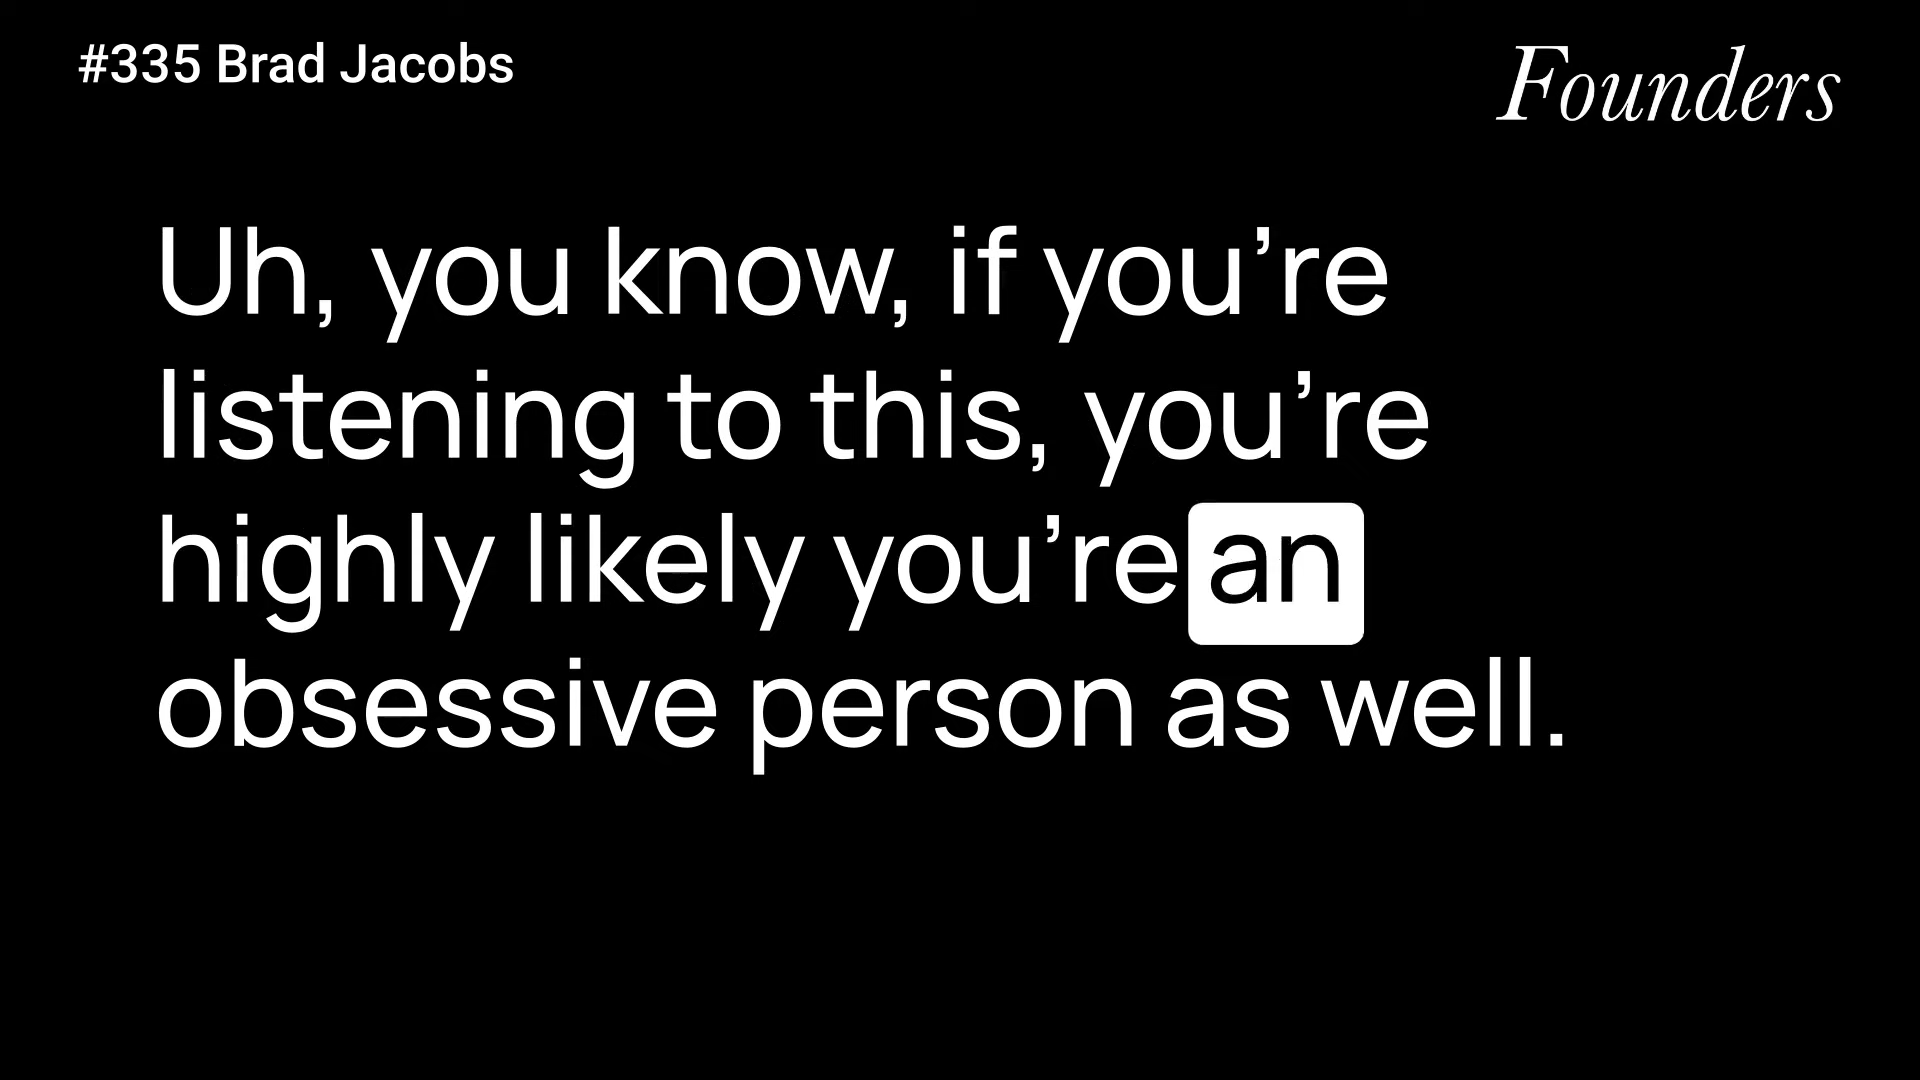 #335 Brad Jacobs
Founders
Uh, you know, if you’re
listening to this, you’re
highly likely you’re an
obsessive person as well.